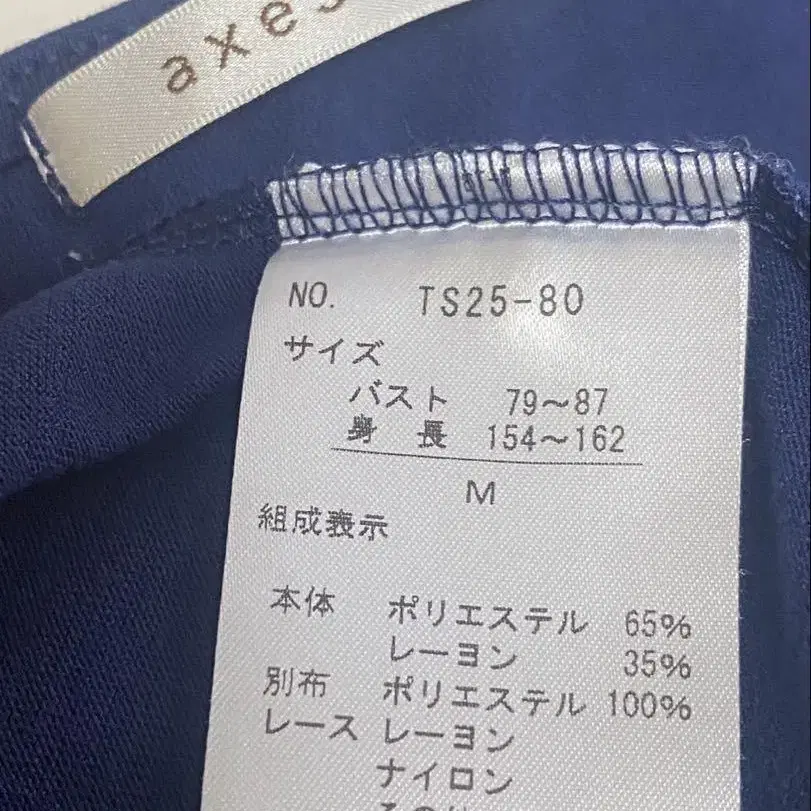 axes
NO. TS25-80
サイズ
バスト 79〜87
身長 154〜162
M
組成表示
本体 ポリエステル 65%
レーヨン 35%
別布 ポリエステル 100%
レース レーヨン
ナイロン